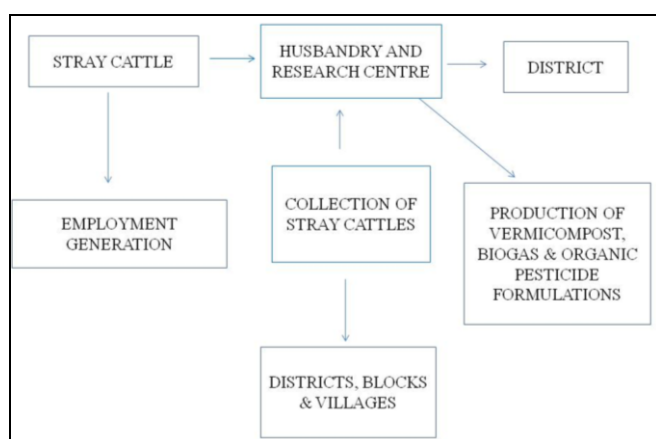 STRAY CATTLE
HUSBANDRY AND
RESEARCH CENTRE
DISTRICT
EMPLOYMENT
GENERATION
COLLECTION OF
STRAY CATTLES
PRODUCTION OF
VERMICOMPOST,
BIOGAS & ORGANIC
PESTICIDE
FORMULATIONS
DISTRICTS, BLOCKS
& VILLAGES